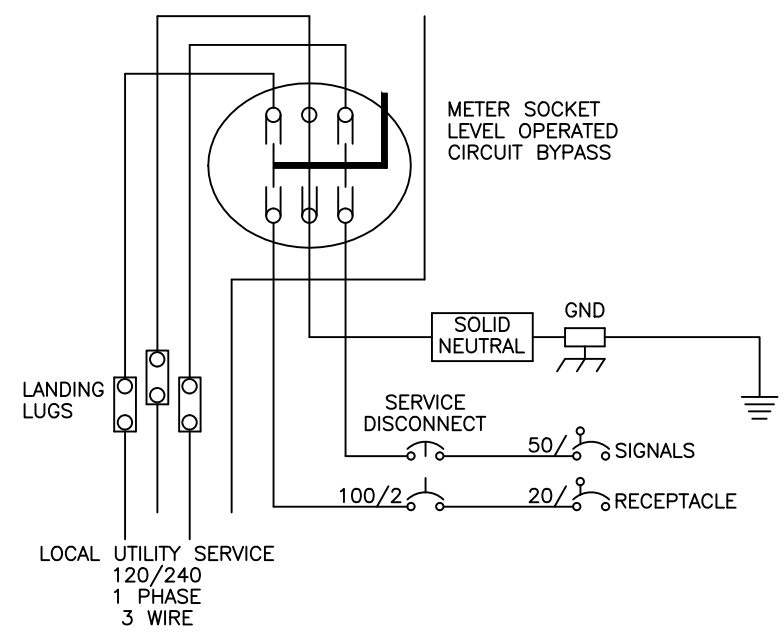 METER SOCKET
LEVEL OPERATED
CIRCUIT BYPASS
GND
SOLID
NEUTRAL
LANDING
LUGS
SERVICE
DISCONNECT
50/
SIGNALS
100/2
20/
RECEPTACLE
LOCAL UTILITY SERVICE
120/240
1 PHASE
3 WIRE